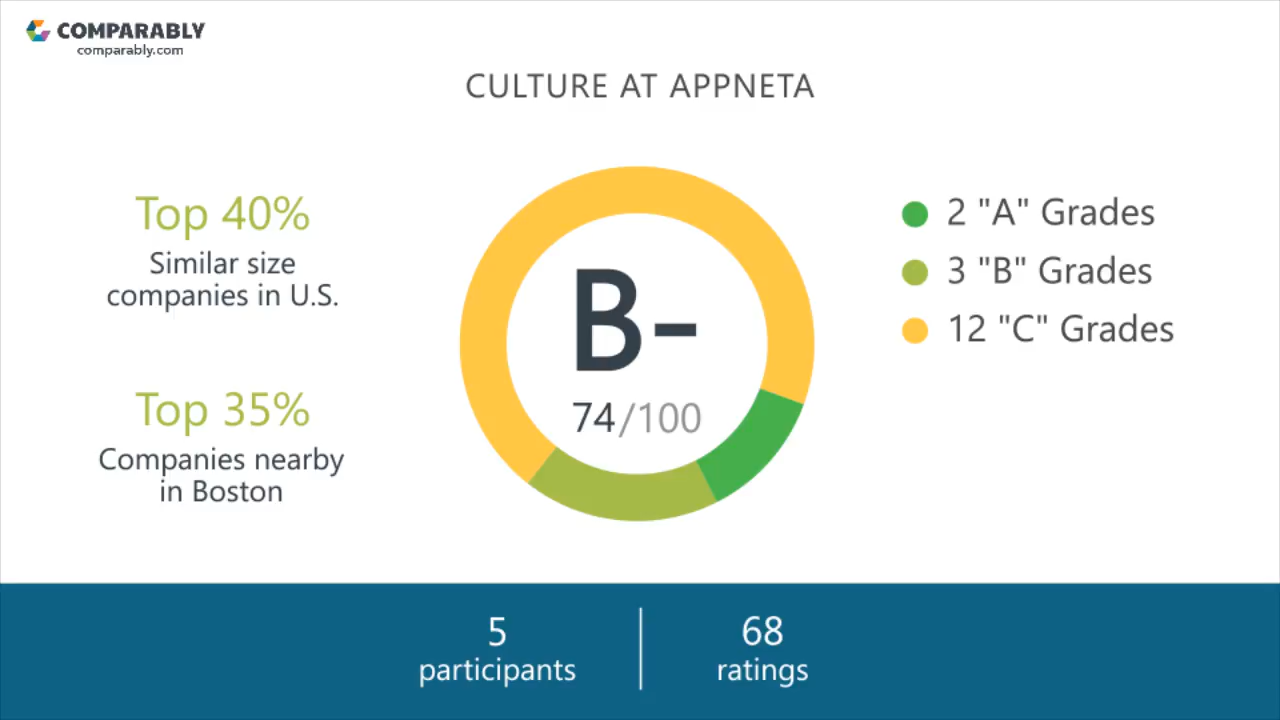 COMPARABLY
comparably.com
CULTURE AT APPNETA
Top 40%
Similar size
companies in U.S.
Top 35%
Companies nearby
in Boston
B-
74/100
2 "A" Grades
3 "B" Grades
12 "C" Grades
5
participants
68
ratings